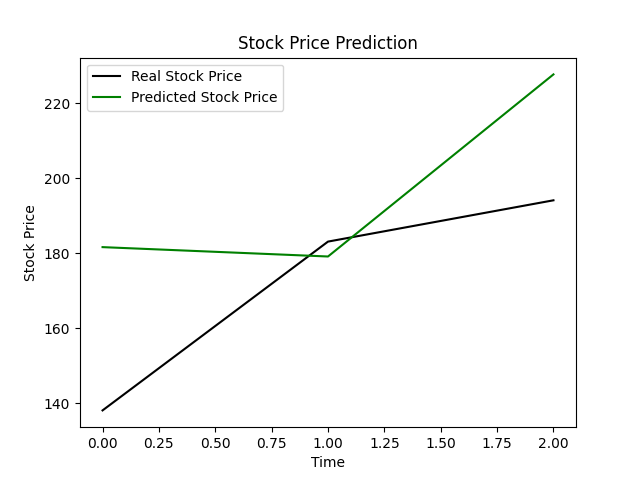 Stock Price Prediction
Real Stock Price
Predicted Stock Price
Stock Price
220
200
180
160
140
0.00 0.25 0.50 0.75 1.00 1.25 1.50 1.75 2.00
Time